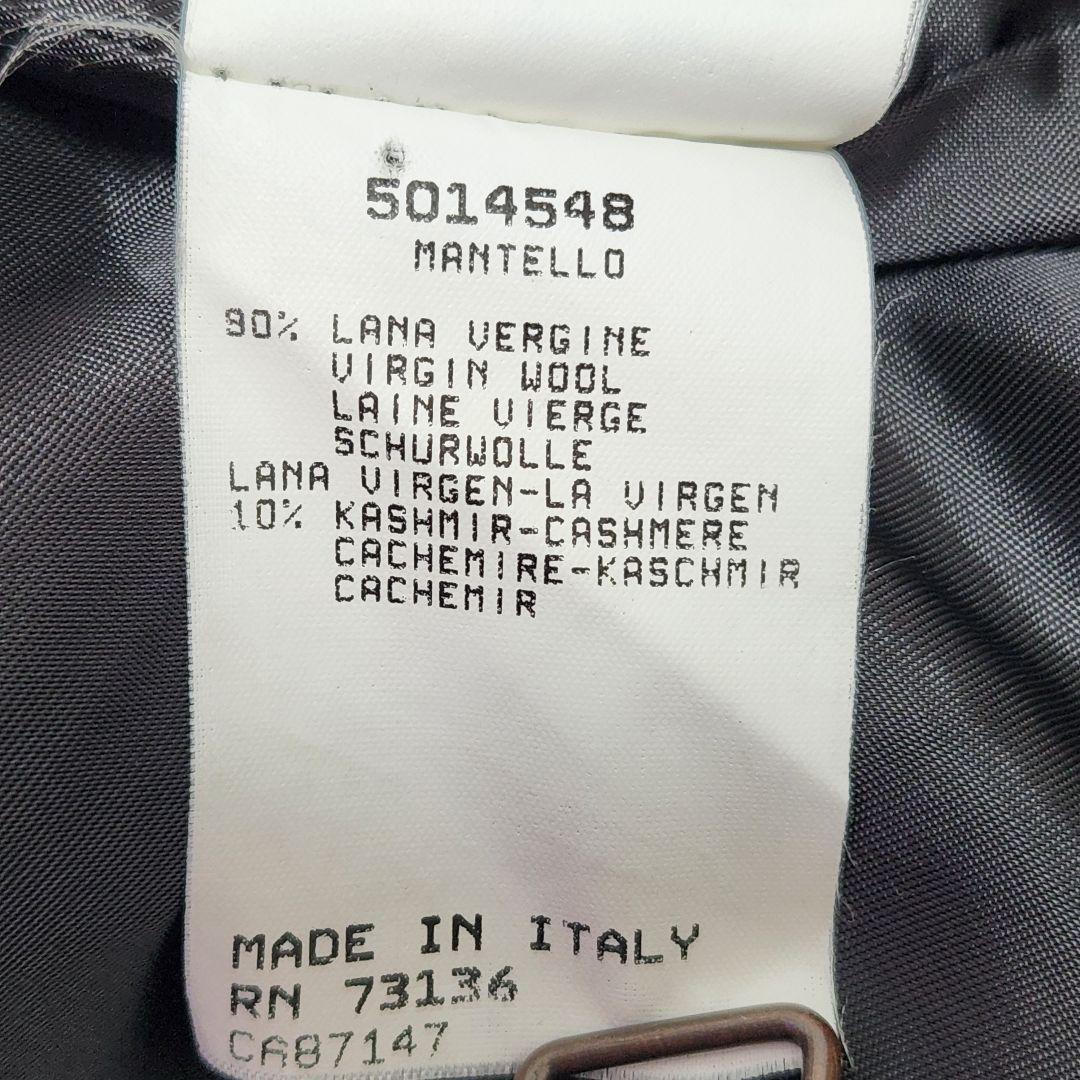 5014548
MANTELLO
90% LANA VERGINE
VIRGIN WOOL
LAINE VIERGE
SCHURWOLLE
LANA VIRGEN-LA VIRGEN
10% KASHMIR-CASHMERE
CACHEMIRE-KASCHMIR
CACHEMIR
MADE IN ITALY
RN 73136
CA87147